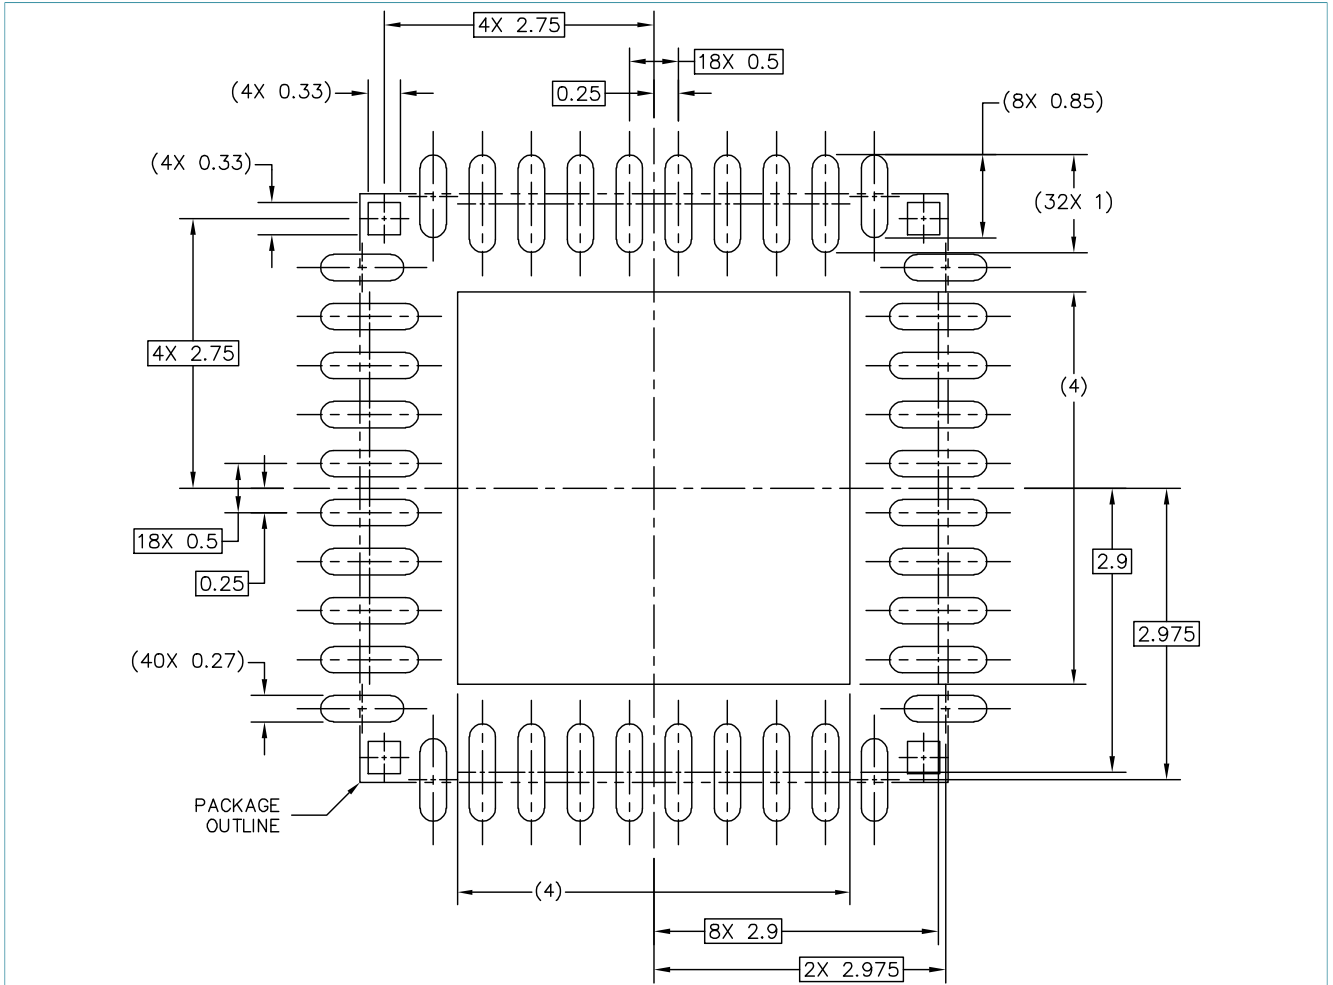 4X 2.75
18X 0.5
(4X 0.33)
0.25
(8X 0.85)
(4X 0.33)
(32X 1)
4X 2.75
(4)
18X 0.5
2.9
0.25
2.975
(40X 0.27)
PACKAGE
OUTLINE
(4)
8X 2.9
2X 2.975